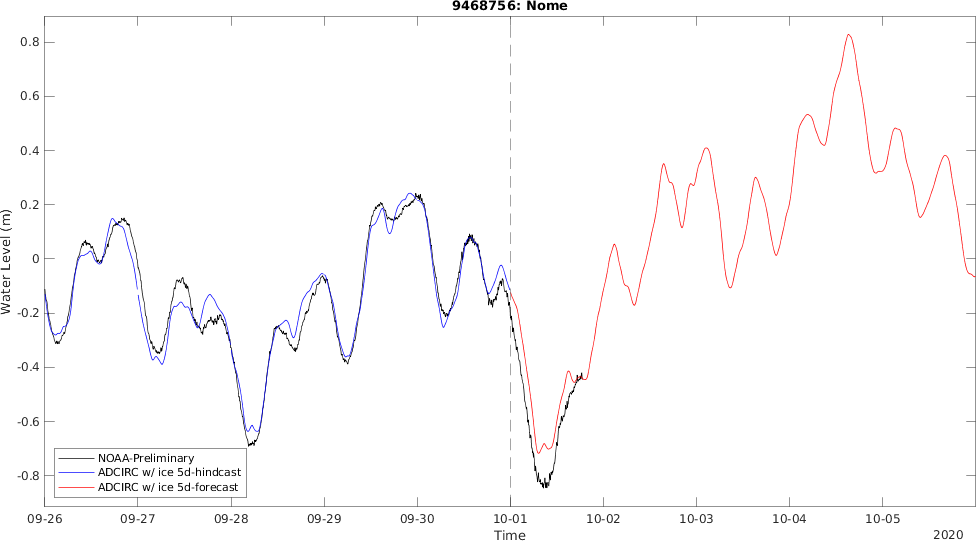 9468756: Nome
0.8
0.6
0.4
0.2
0
-0.2
-0.4
-0.6
-0.8
Water Level (m)
NOAA-Preliminary
ADCIRC w/ ice 5d-hindcast
ADCIRC w/ ice 5d-forecast
09-26 09-27 09-28 09-29 09-30 10-01 10-02 10-03 10-04 10-05
Time
2020